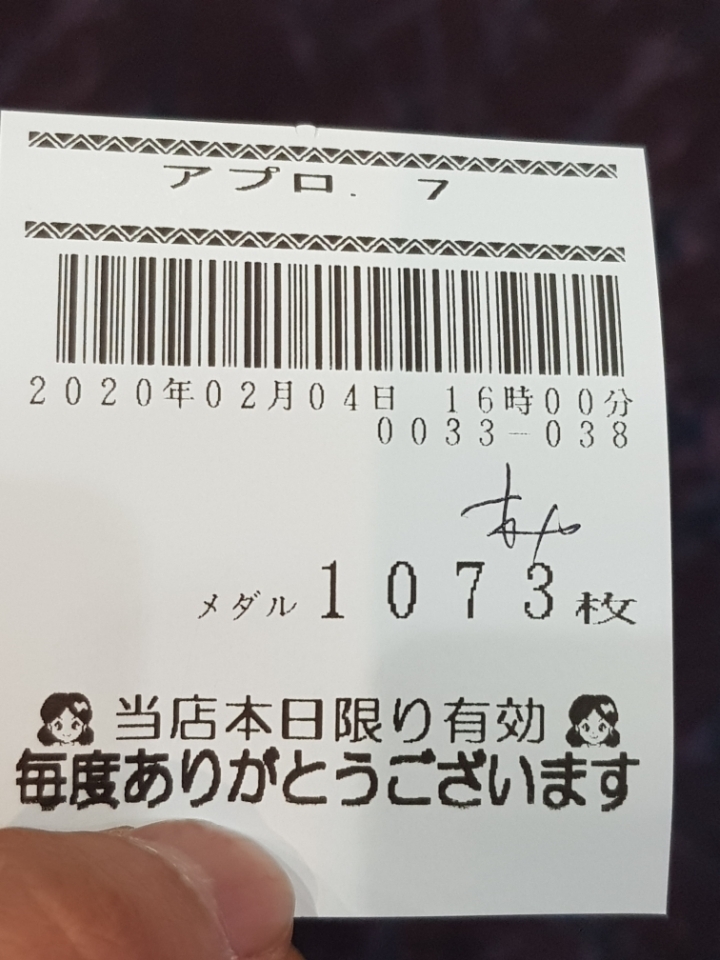 アプロ. 7
2020年02月04日 16時00分
0033-038
メダル1073枚
当店本日限り有効
毎度ありがとうございます